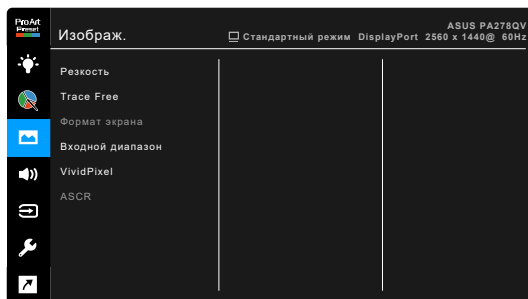 ProArt
Preset
Изображ.
ASUS PA278QV
Стандартный режим DisplayPort 2560 x 1440@ 60Hz
Резкость
Trace Free
Формат экрана
Входной диапазон
VividPixel
ASCR